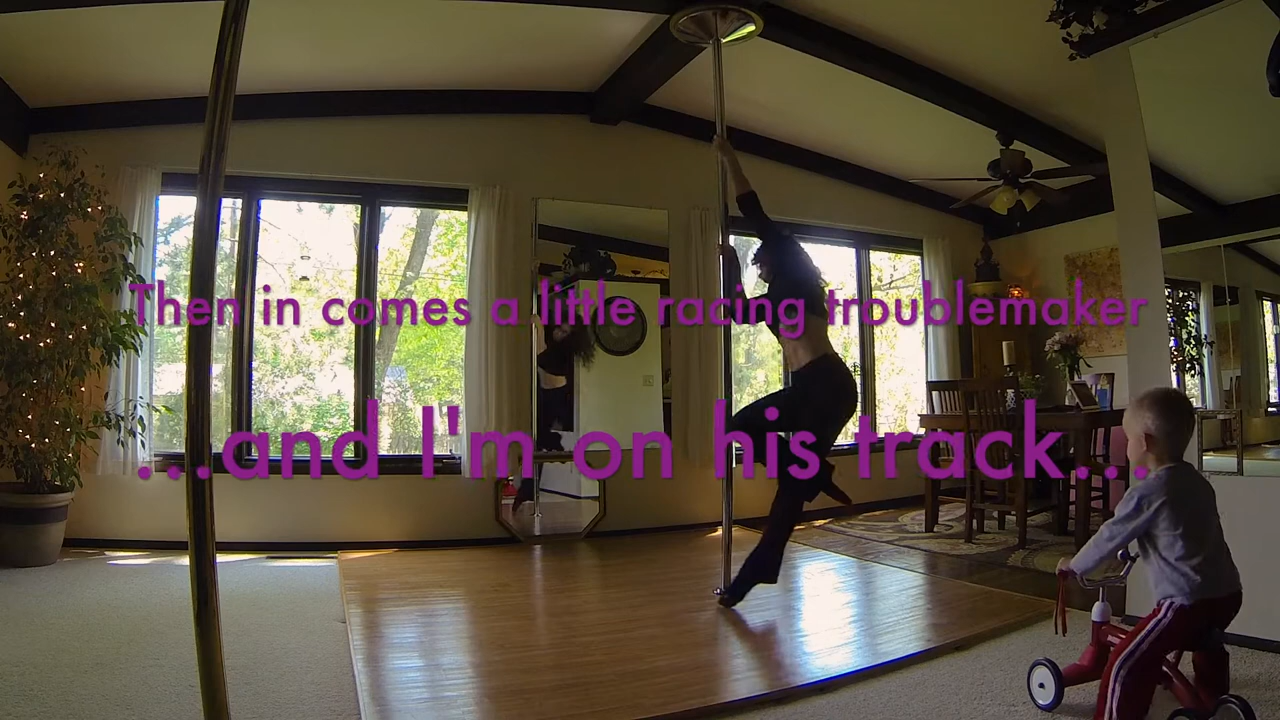 Then in comes a little racing troublemaker
...and I'm on his track...